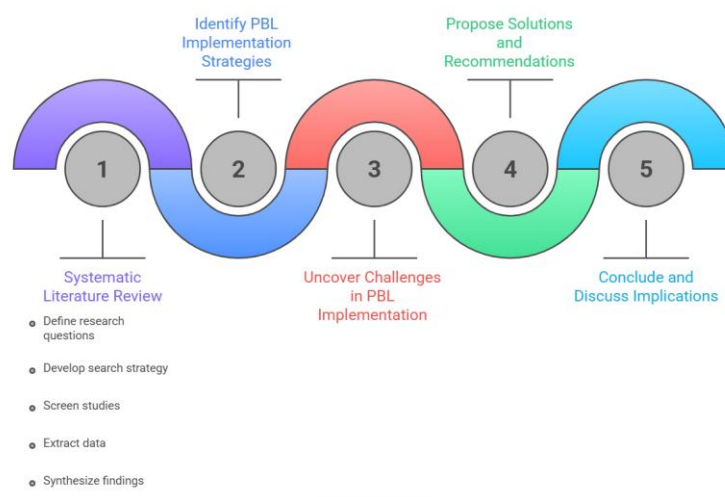 Identify PBL
Implementation
Strategies
Propose Solutions
and
Recommendations
1
2
3
4
5
Systematic
Literature Review
Define research
questions
Develop search strategy
Screen studies
Extract data
Synthesize findings
Uncover Challenges
in PBL
Implementation
Conclude and
Discuss Implications